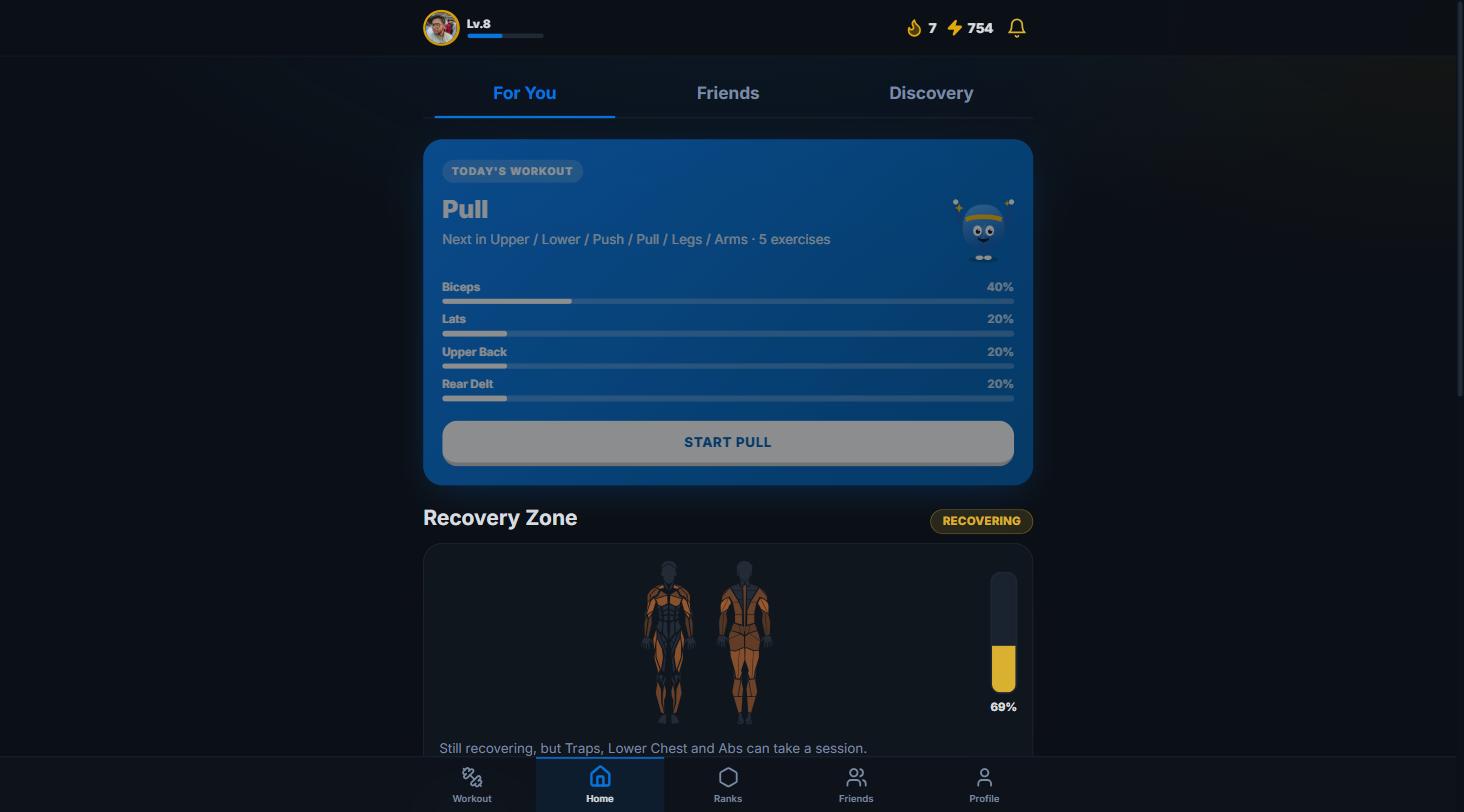 Lv.8
7
754
For You
Friends
Discovery
TODAY'S WORKOUT
Pull
Next in Upper / Lower / Push / Pull / Legs / Arms · 5 exercises
Biceps 40%
Lats 20%
Upper Back 20%
Rear Delt 20%
START PULL
Recovery Zone
RECOVERING
69%
Still recovering, but Traps, Lower Chest and Abs can take a session.
Workout
Home
Ranks
Friends
Profile